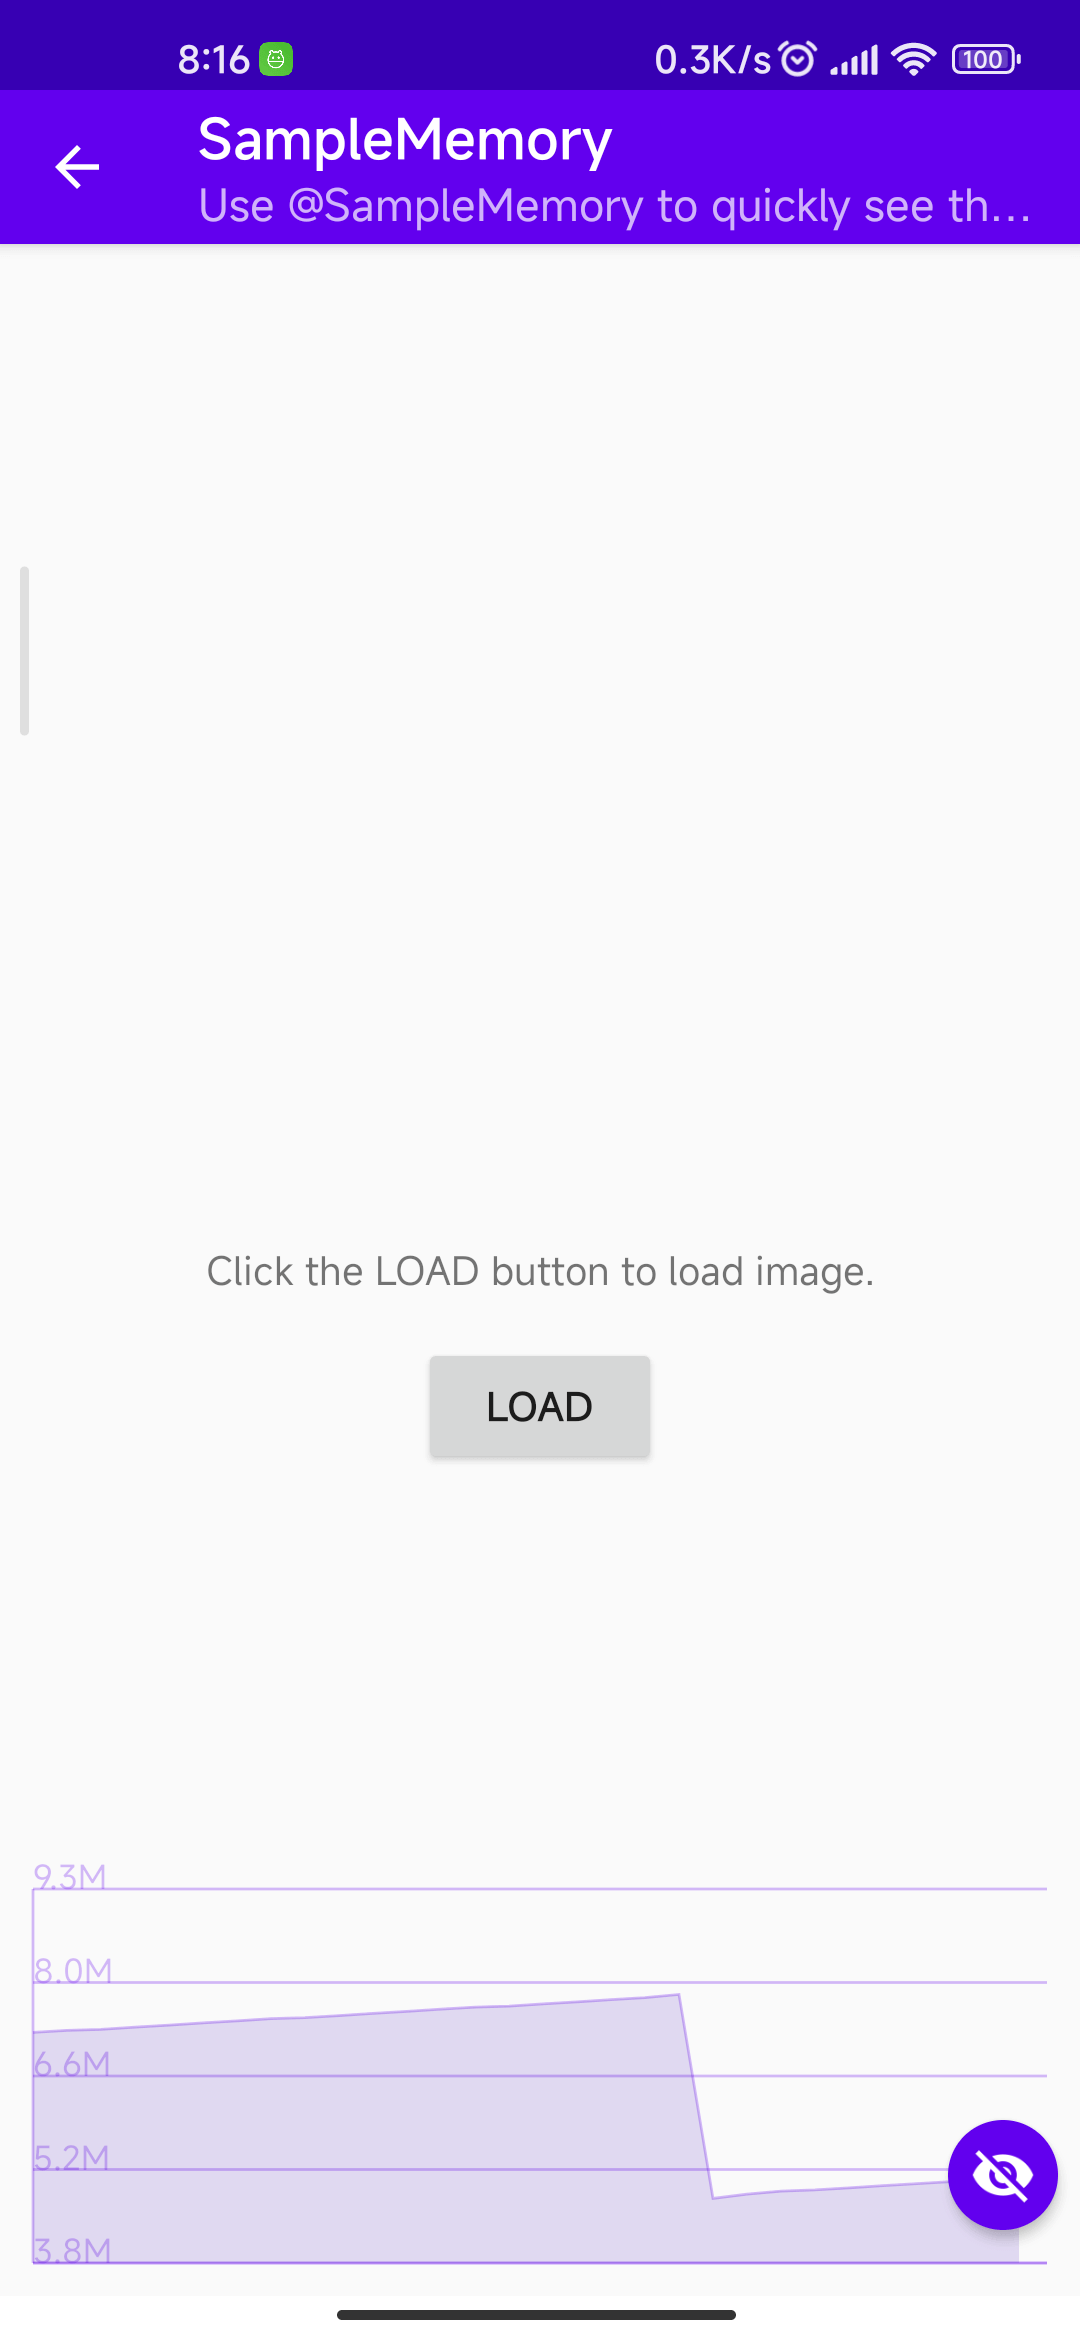 8:16
0.3K/s
100
SampleMemory
Use @SampleMemory to quickly see th...
Click the LOAD button to load image.
LOAD
9.3M
8.0M
6.6M
5.2M
3.8M